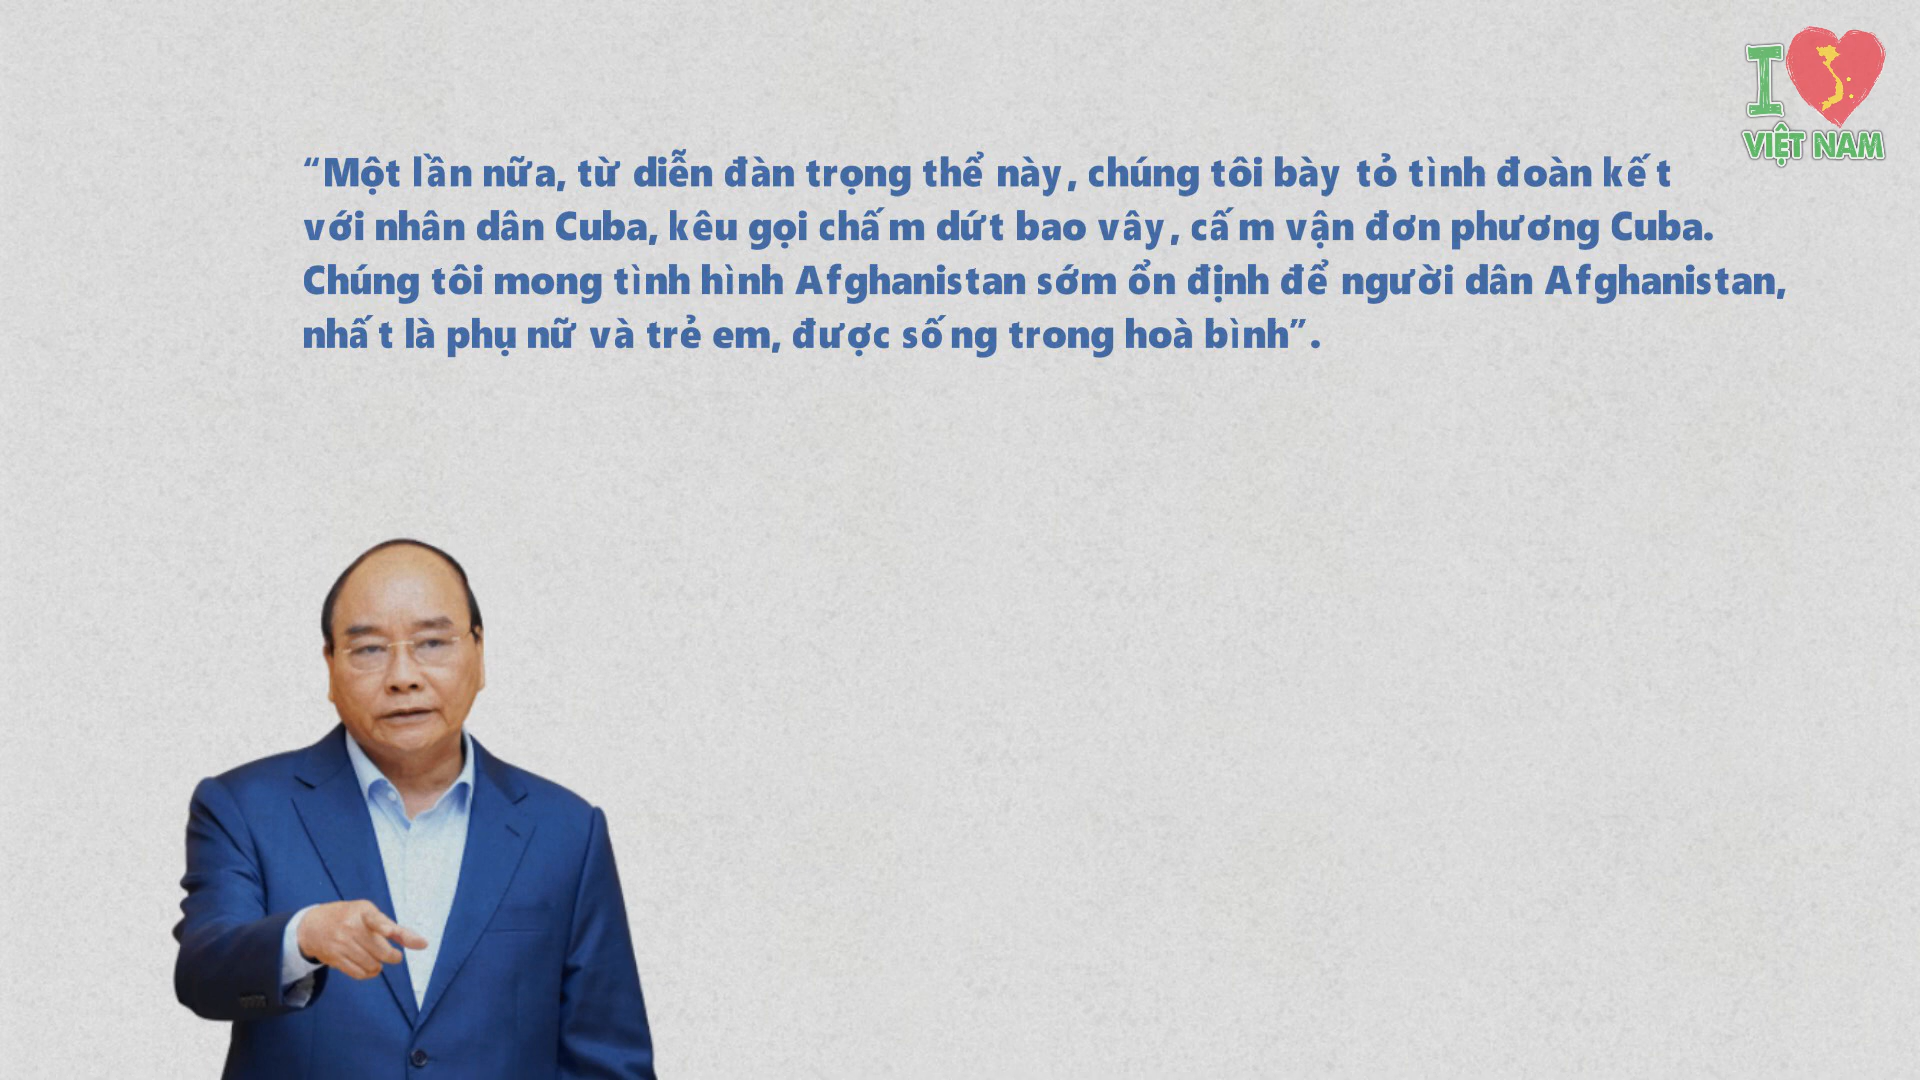 I
VIỆT NAM
“Một lần nữa, từ diễn đàn trọng thể này, chúng tôi bày tỏ tình đoàn kết
với nhân dân Cuba, kêu gọi chấm dứt bao vây, cấm vận đơn phương Cuba.
Chúng tôi mong tình hình Afghanistan sớm ổn định để người dân Afghanistan,
nhất là phụ nữ và trẻ em, được sống trong hoà bình”.